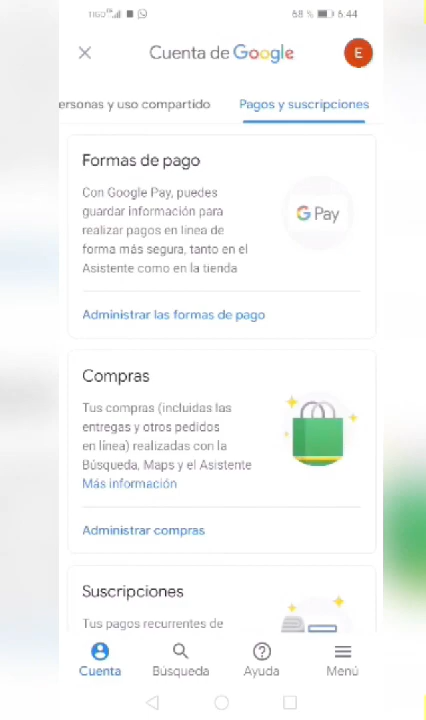 TIGO
68 % 6:44
Cuenta de Google
E
ersonas y uso compartido
Pagos y suscripciones
Formas de pago
Con Google Pay, puedes
guardar información para
realizar pagos en línea de
forma más segura, tanto en el
Asistente como en la tienda
G Pay
Administrar las formas de pago
Compras
Tus compras (incluidas las
entregas y otros pedidos
en línea) realizadas con la
Búsqueda, Maps y el Asistente
Más información
Administrar compras
Suscripciones
Tus pagos recurrentes de
Cuenta
Búsqueda
Ayuda
Menú